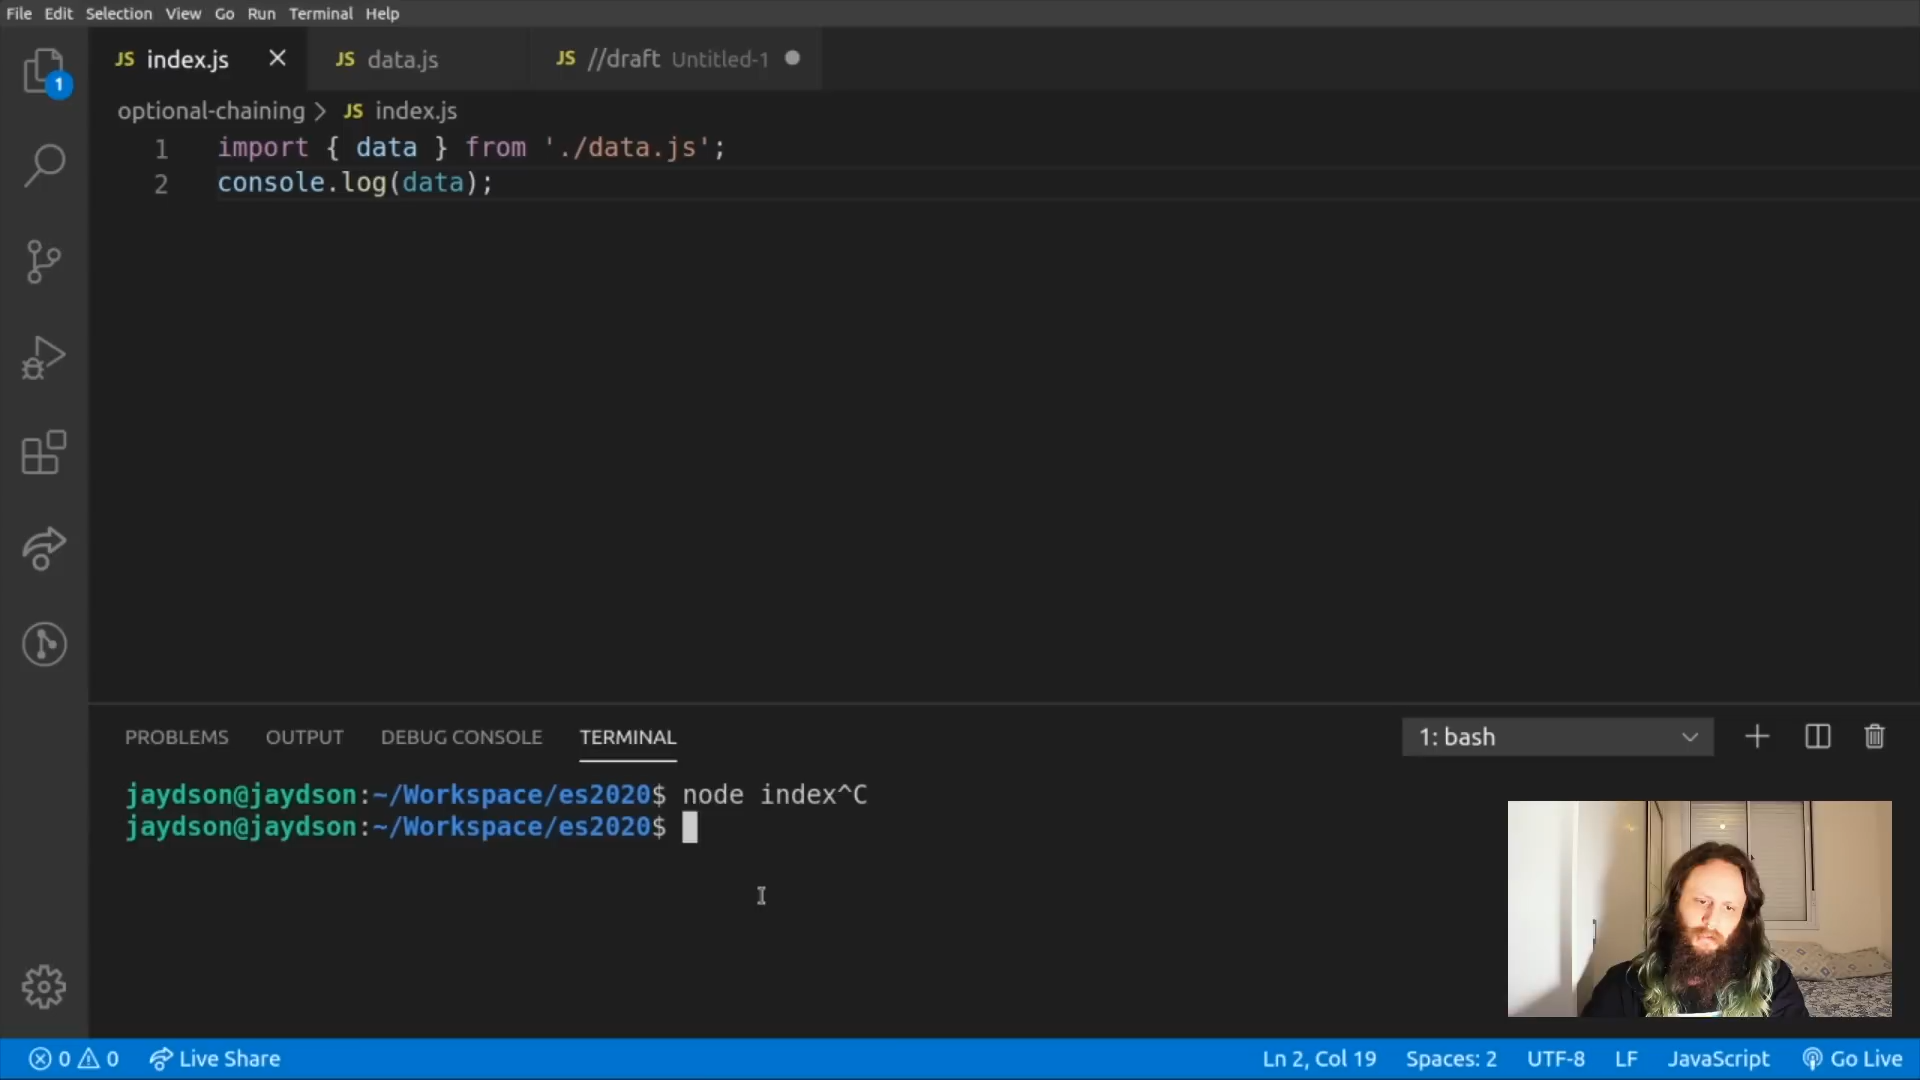 File Edit Selection View Go Run Terminal Help
1
JS index.js
JS data.js
JS //draft Untitled-1
optional-chaining JS index.js
1 import { data } from './data.js';
2 console.log(data);
PROBLEMS OUTPUT DEBUG CONSOLE TERMINAL
1: bash
jaydson@jaydson:~/Workspace/es2020$ node index^C
jaydson@jaydson:~/Workspace/es2020$
0 0 Live Share
Ln 2, Col 19 Spaces: 2 UTF-8 LF JavaScript Go Live